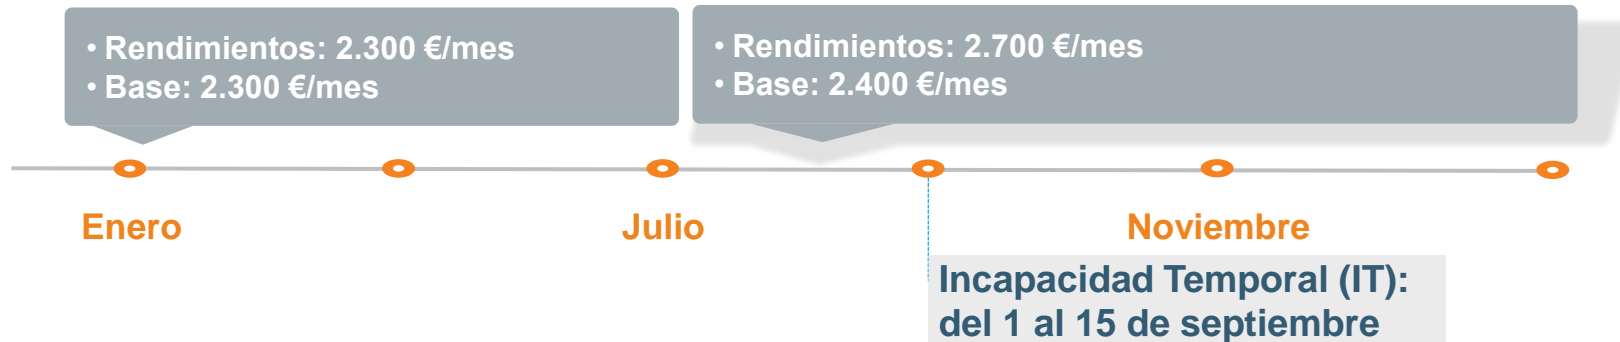 • Rendimientos: 2.300 €/mes
• Base: 2.300 €/mes
• Rendimientos: 2.700 €/mes
• Base: 2.400 €/mes
Enero
Julio
Noviembre
Incapacidad Temporal (IT):
del 1 al 15 de septiembre